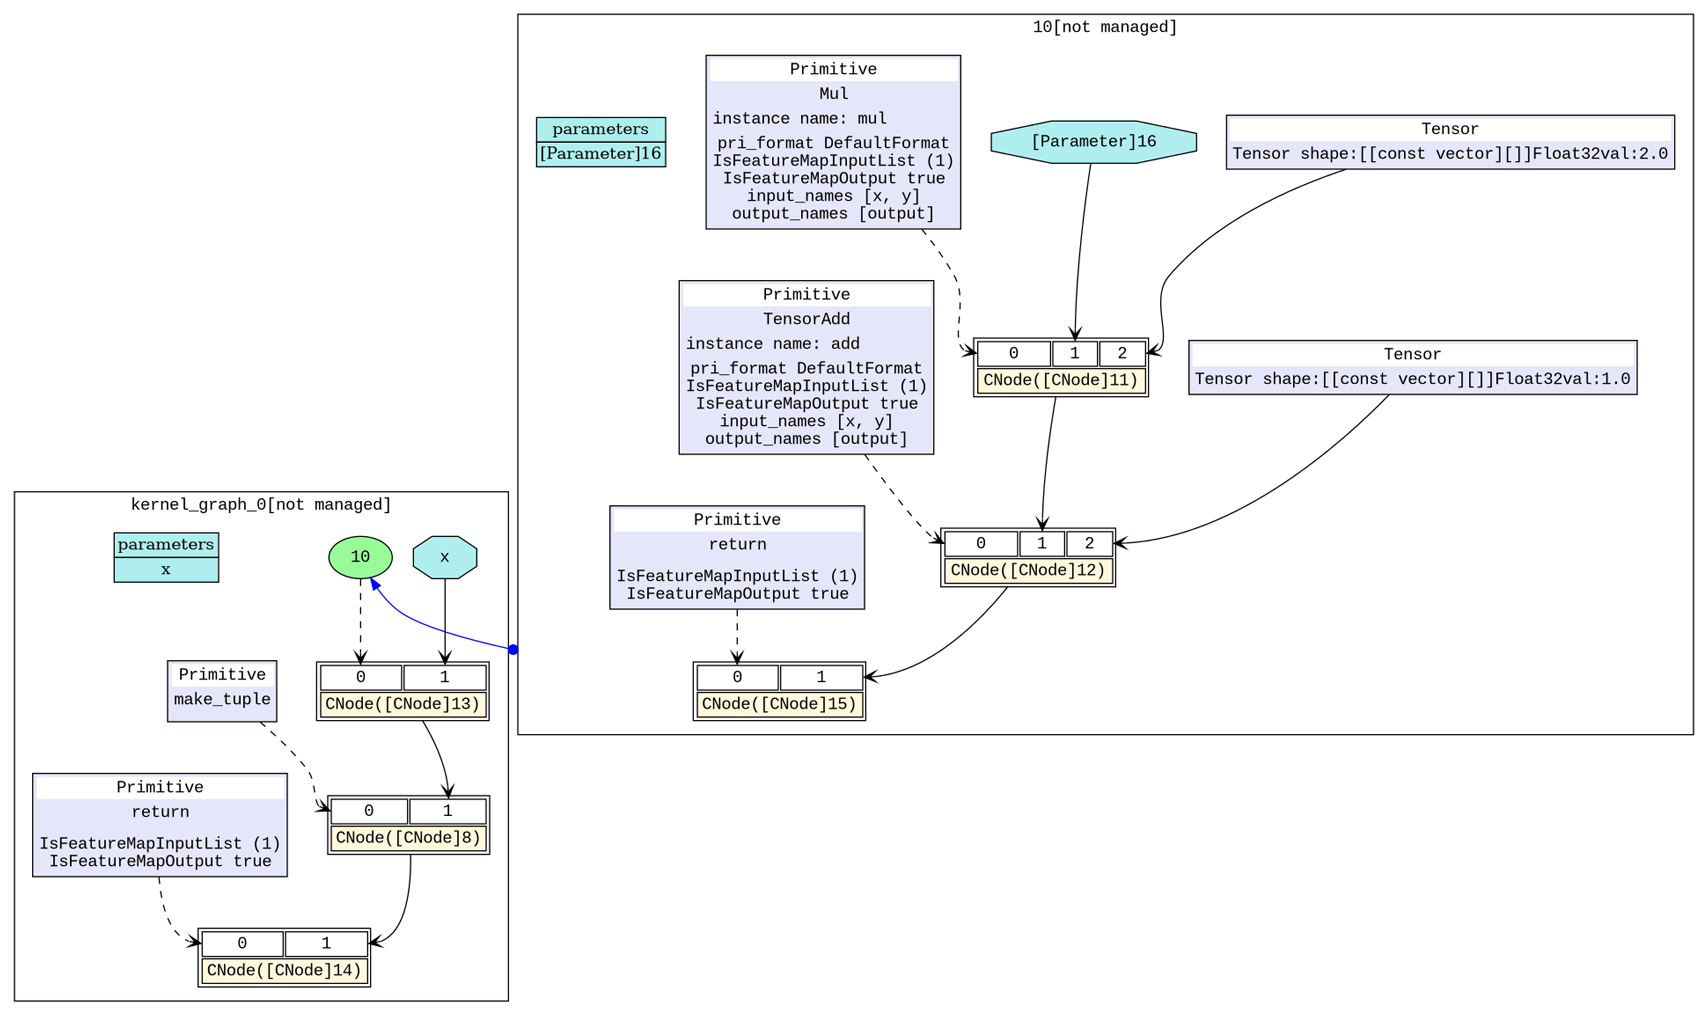 10[not managed]
Primitive
Mul
instance name: mul
pri_format DefaultFormat
IsFeatureMapInputList (1)
IsFeatureMapOutput true
input_names [x, y]
output_names [output]
parameters
[Parameter]16
[Parameter]16
Tensor
Tensor shape:[[const vector][]]Float32val:2.0
Primitive
TensorAdd
instance name: add
pri_format DefaultFormat
IsFeatureMapInputList (1)
IsFeatureMapOutput true
input_names [x, y]
output_names [output]
0 1 2
CNode([CNode]11)
Tensor
Tensor shape:[[const vector][]]Float32val:1.0
Primitive
return
IsFeatureMapInputList (1)
IsFeatureMapOutput true
0 1 2
CNode([CNode]12)
0 1
CNode([CNode]15)
kernel_graph_0[not managed]
parameters
x
10
x
Primitive
make_tuple
0 1
CNode([CNode]13)
Primitive
return
IsFeatureMapInputList (1)
IsFeatureMapOutput true
0 1
CNode([CNode]8)
0 1
CNode([CNode]14)